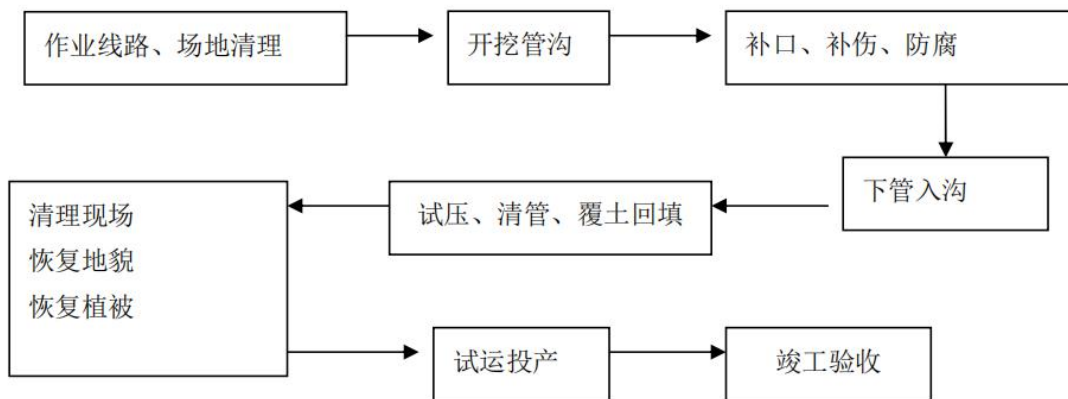 作业线路、场地清理
开挖管沟
补口、补伤、防腐
下管入沟
试压、清管、覆土回填
清理现场
恢复地貌
恢复植被
试运投产
竣工验收